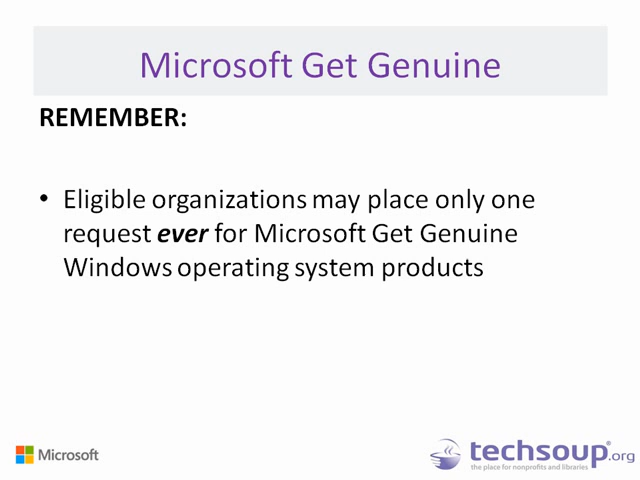 Microsoft Get Genuine
REMEMBER:
• Eligible organizations may place only one
request ever for Microsoft Get Genuine
Windows operating system products
Microsoft
techsoup®.org
the place for nonprofits and libraries